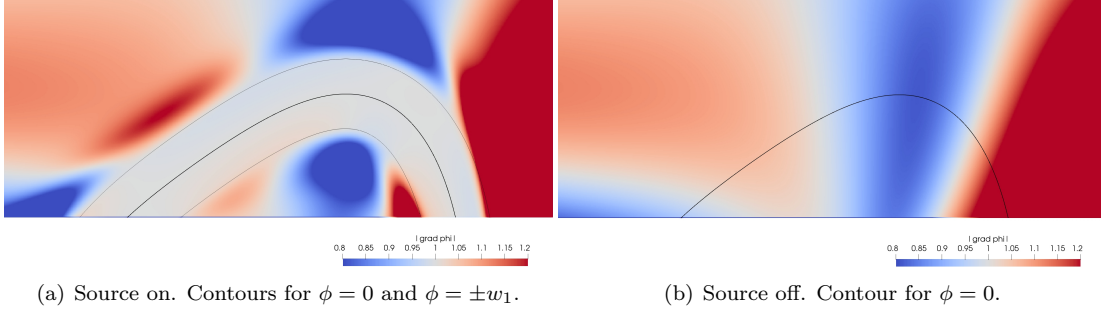 | grad phi |
0.8 0.85 0.9 0.95 1 1.05 1.1 1.15 1.2
(a) Source on. Contours for ϕ = 0 and ϕ = ±w₁.
| grad phi |
0.8 0.85 0.9 0.95 1 1.05 1.1 1.15 1.2
(b) Source off. Contour for ϕ = 0.